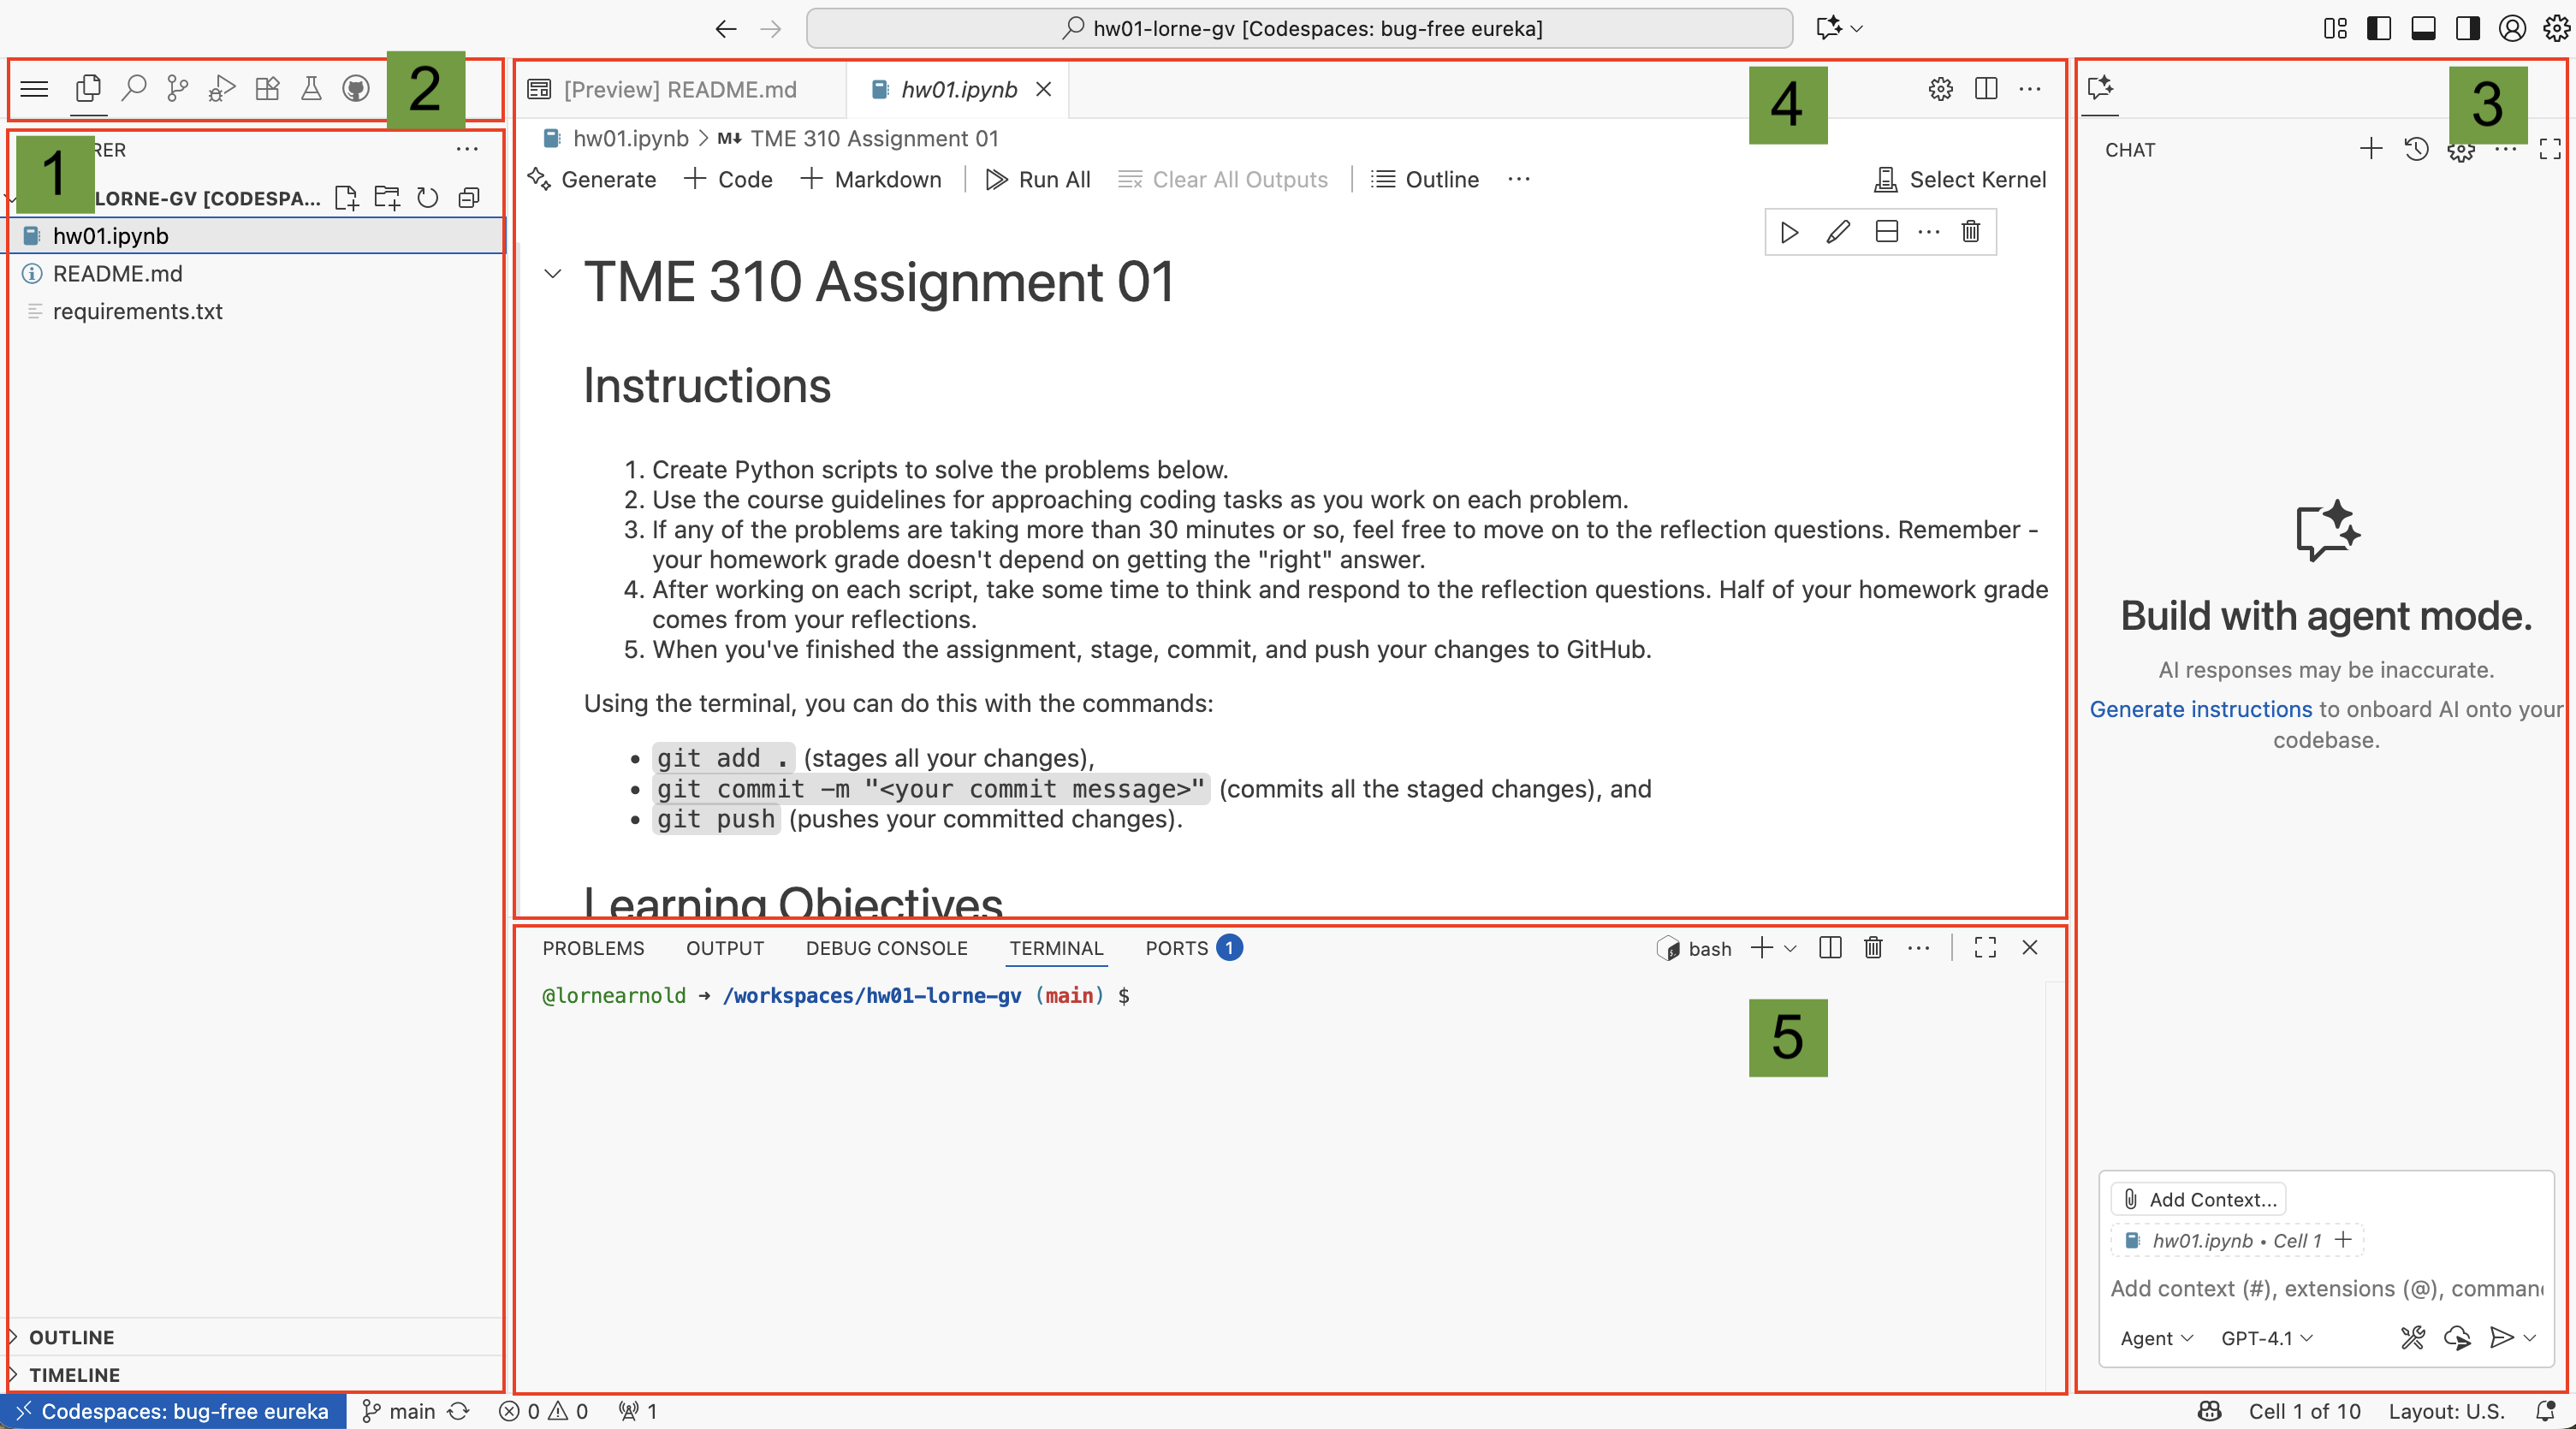 hw01-lorne-gv [Codespaces: bug-free eureka]
2
1
RER
LORNE-GV [CODESPA...
hw01.ipynb
README.md
requirements.txt
OUTLINE
TIMELINE
[Preview] README.md
hw01.ipynb
4
hw01.ipynb > M↓ TME 310 Assignment 01
Generate + Code + Markdown Run All Clear All Outputs Outline ...
Select Kernel
TME 310 Assignment 01
Instructions
1. Create Python scripts to solve the problems below.
2. Use the course guidelines for approaching coding tasks as you work on each problem.
3. If any of the problems are taking more than 30 minutes or so, feel free to move on to the reflection questions. Remember -
your homework grade doesn't depend on getting the "right" answer.
4. After working on each script, take some time to think and respond to the reflection questions. Half of your homework grade
comes from your reflections.
5. When you've finished the assignment, stage, commit, and push your changes to GitHub.
Using the terminal, you can do this with the commands:
• git add . (stages all your changes),
• git commit -m "<your commit message>" (commits all the staged changes), and
• git push (pushes your committed changes).
Learning Objectives
PROBLEMS OUTPUT DEBUG CONSOLE TERMINAL PORTS 1
bash
@lornearnold → /workspaces/hw01-lorne-gv (main) $
5
3
CHAT
Build with agent mode.
AI responses may be inaccurate.
Generate instructions to onboard AI onto your
codebase.
Add Context...
hw01.ipynb • Cell 1 +
Add context (#), extensions (@), comman
Agent GPT-4.1
Codespaces: bug-free eureka
main
0 0
1
Cell 1 of 10
Layout: U.S.